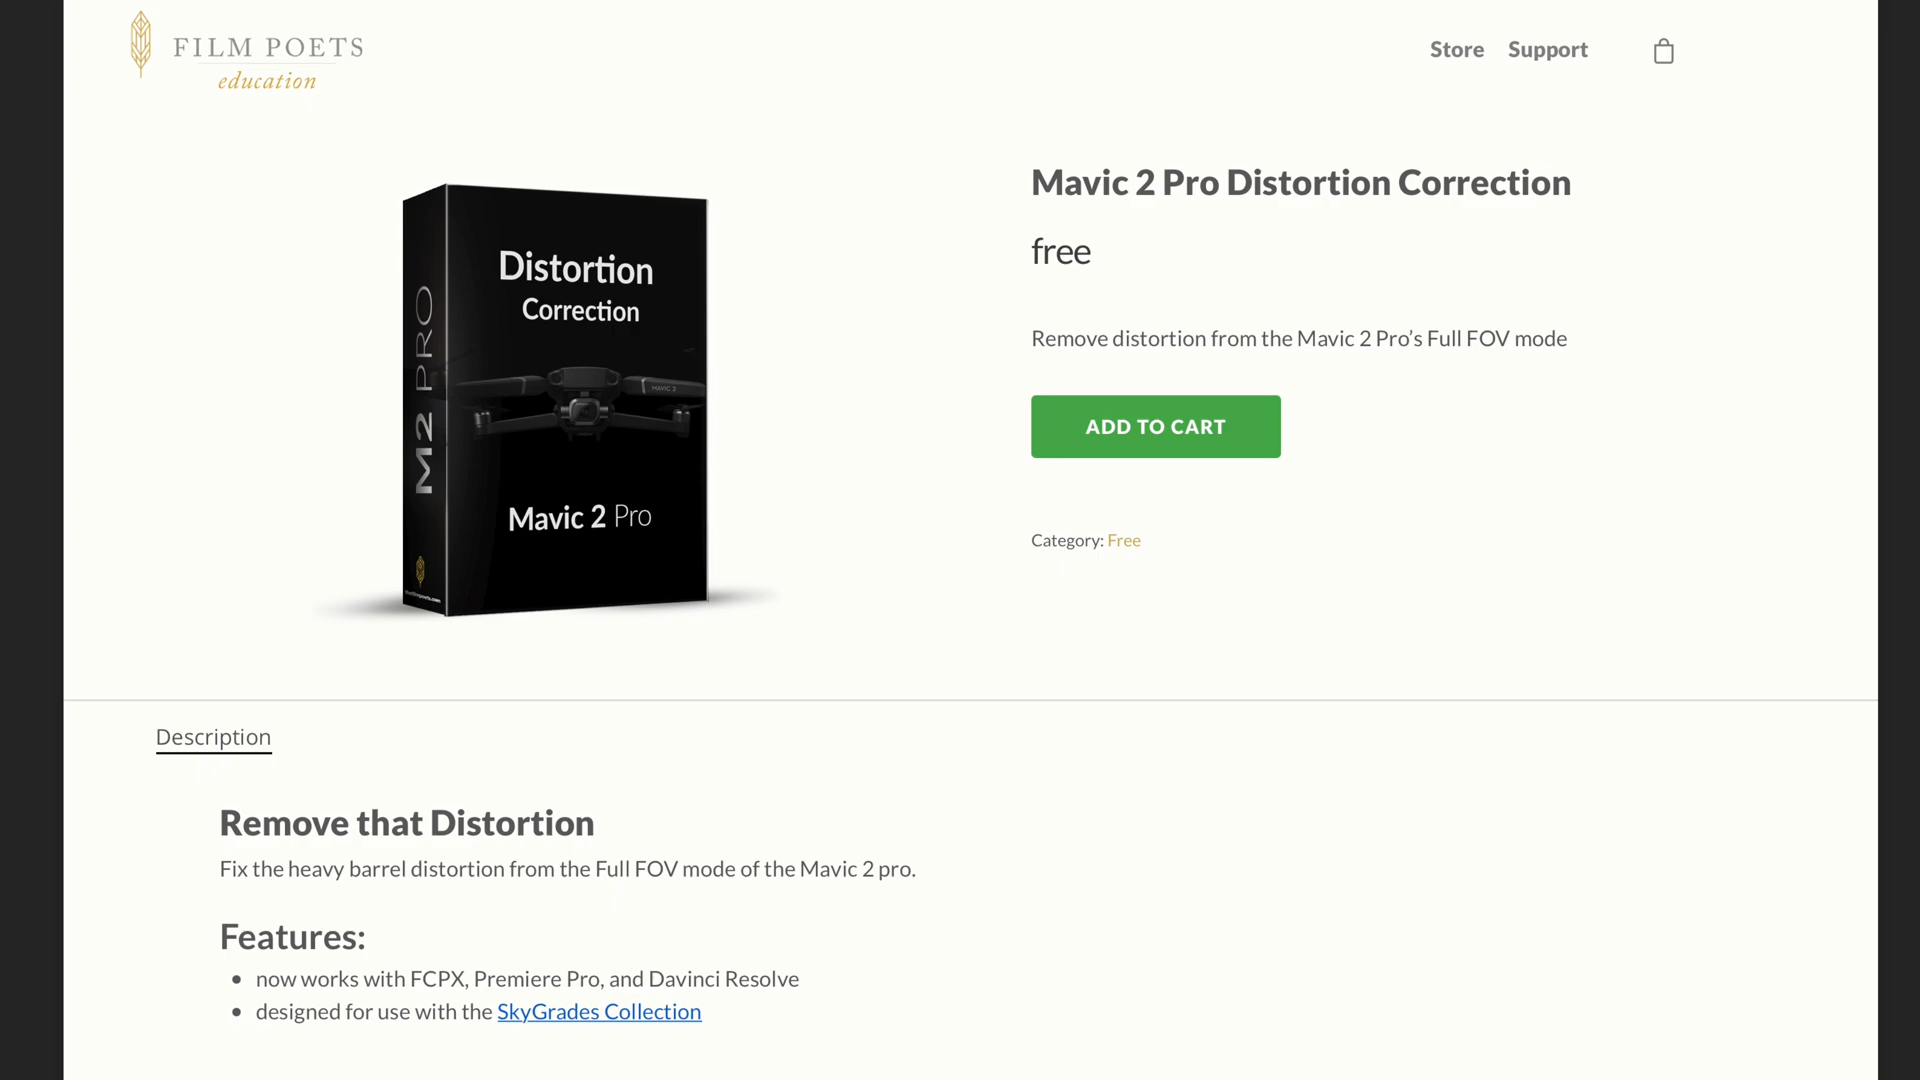 FILM POETS
education
Store Support
Mavic 2 Pro Distortion Correction
free
Remove distortion from the Mavic 2 Pro’s Full FOV mode
ADD TO CART
Category: Free
Distortion
Correction
M2 PRO
MAVIC 2
Mavic 2 Pro
Description
Remove that Distortion
Fix the heavy barrel distortion from the Full FOV mode of the Mavic 2 pro.
Features:
now works with FCPX, Premiere Pro, and Davinci Resolve
designed for use with the SkyGrades Collection